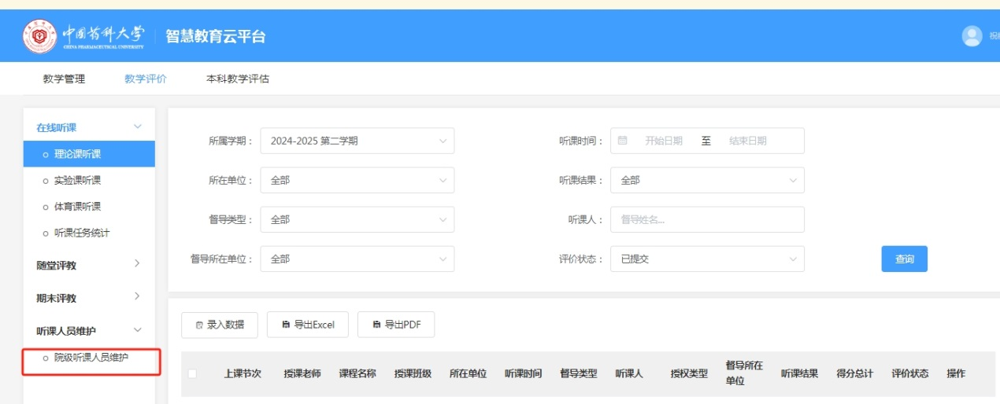 中国药科大学
CHINA PHARMACEUTICAL UNIVERSITY
智慧教育云平台
教学管理 教学评价 本科教学评估
在线听课
理论课听课
实验课听课
体育课听课
听课任务统计
随堂评教
期末评教
听课人员维护
院级听课人员维护
所属学期： 2024-2025 第二学期 听课时间： 开始日期 至 结束日期
所在单位： 全部 听课结果： 全部
督导类型： 全部 听课人： 督导姓名...
督导所在单位： 全部 评价状态： 已提交 查询
录入数据 导出Excel 导出PDF
上课节次 授课老师 课程名称 授课班级 所在单位 听课时间 督导类型 听课人 授权类型 督导所在单位 听课结果 得分总计 评价状态 操作